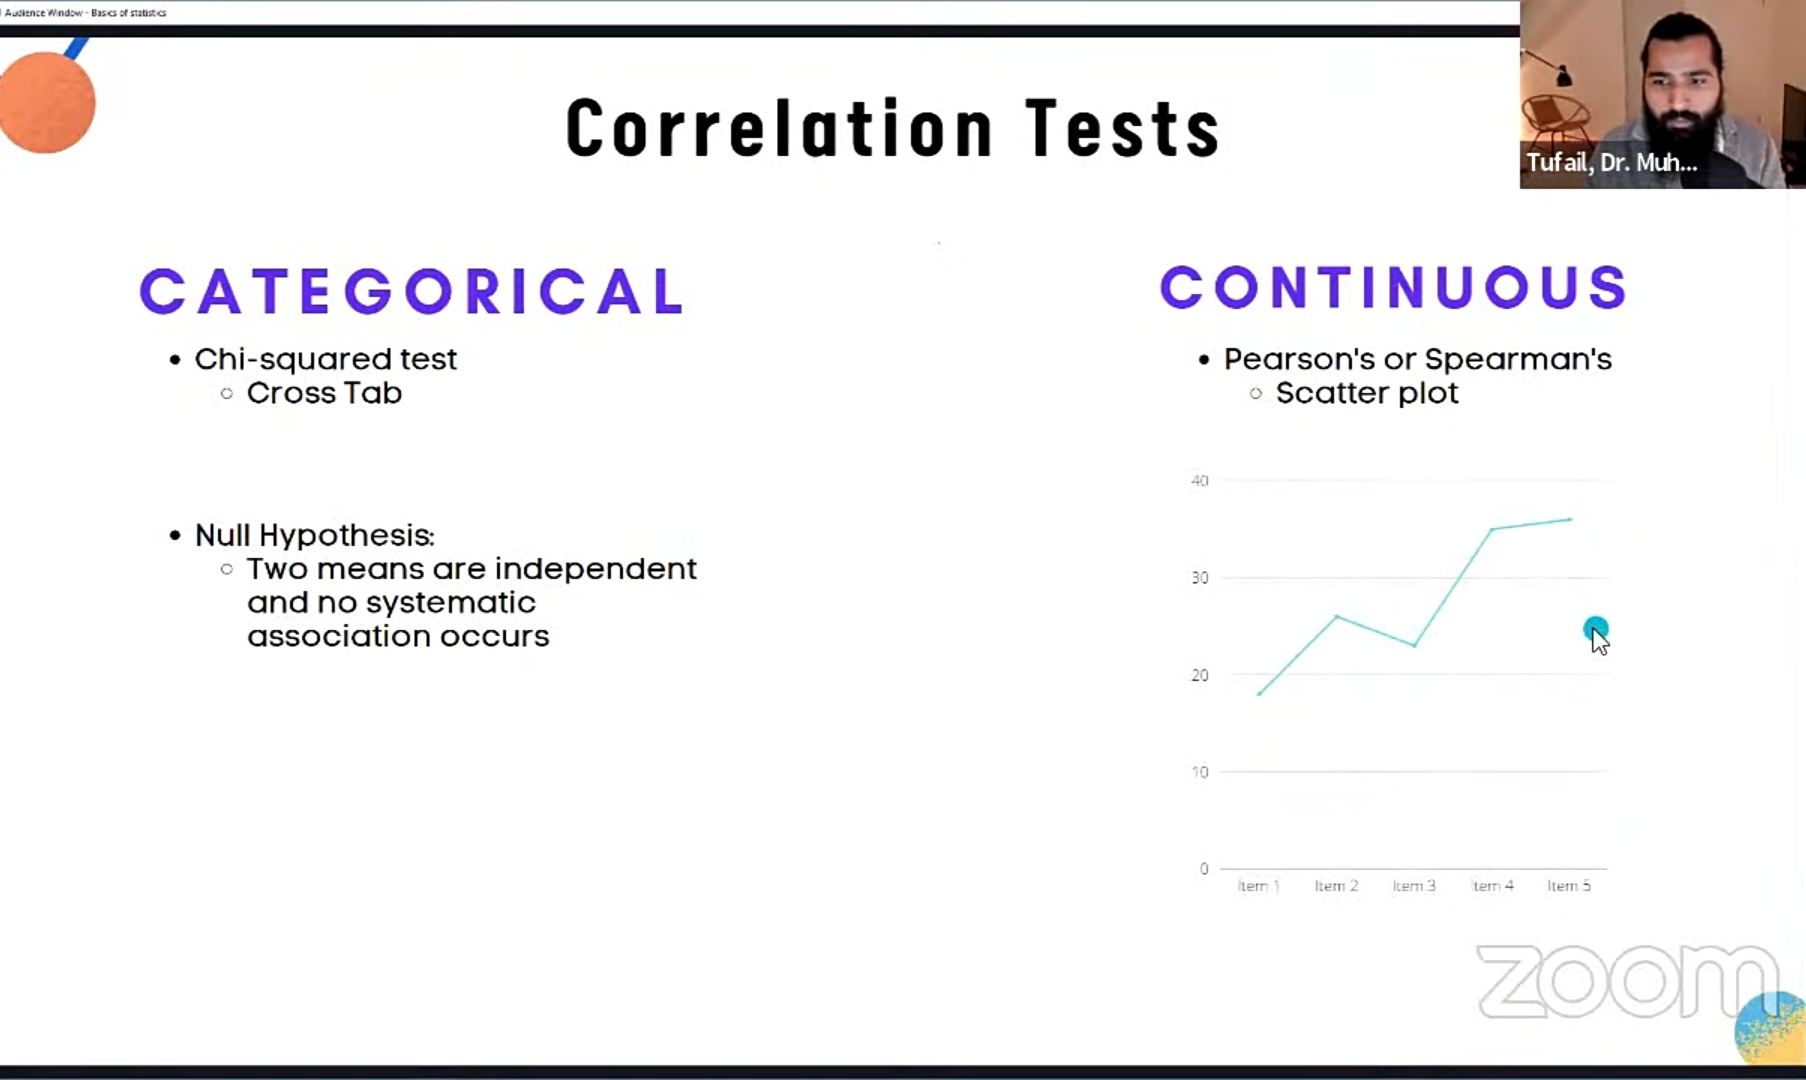 Audience Window - Basics of statistics
Tufail, Dr. Muh...
Correlation Tests
CATEGORICAL
• Chi-squared test
○ Cross Tab
• Null Hypothesis:
○ Two means are independent
and no systematic
association occurs
CONTINUOUS
• Pearson's or Spearman's
○ Scatter plot
40
30
20
10
0
Item 1 Item 2 Item 3 Item 4 Item 5
zoom